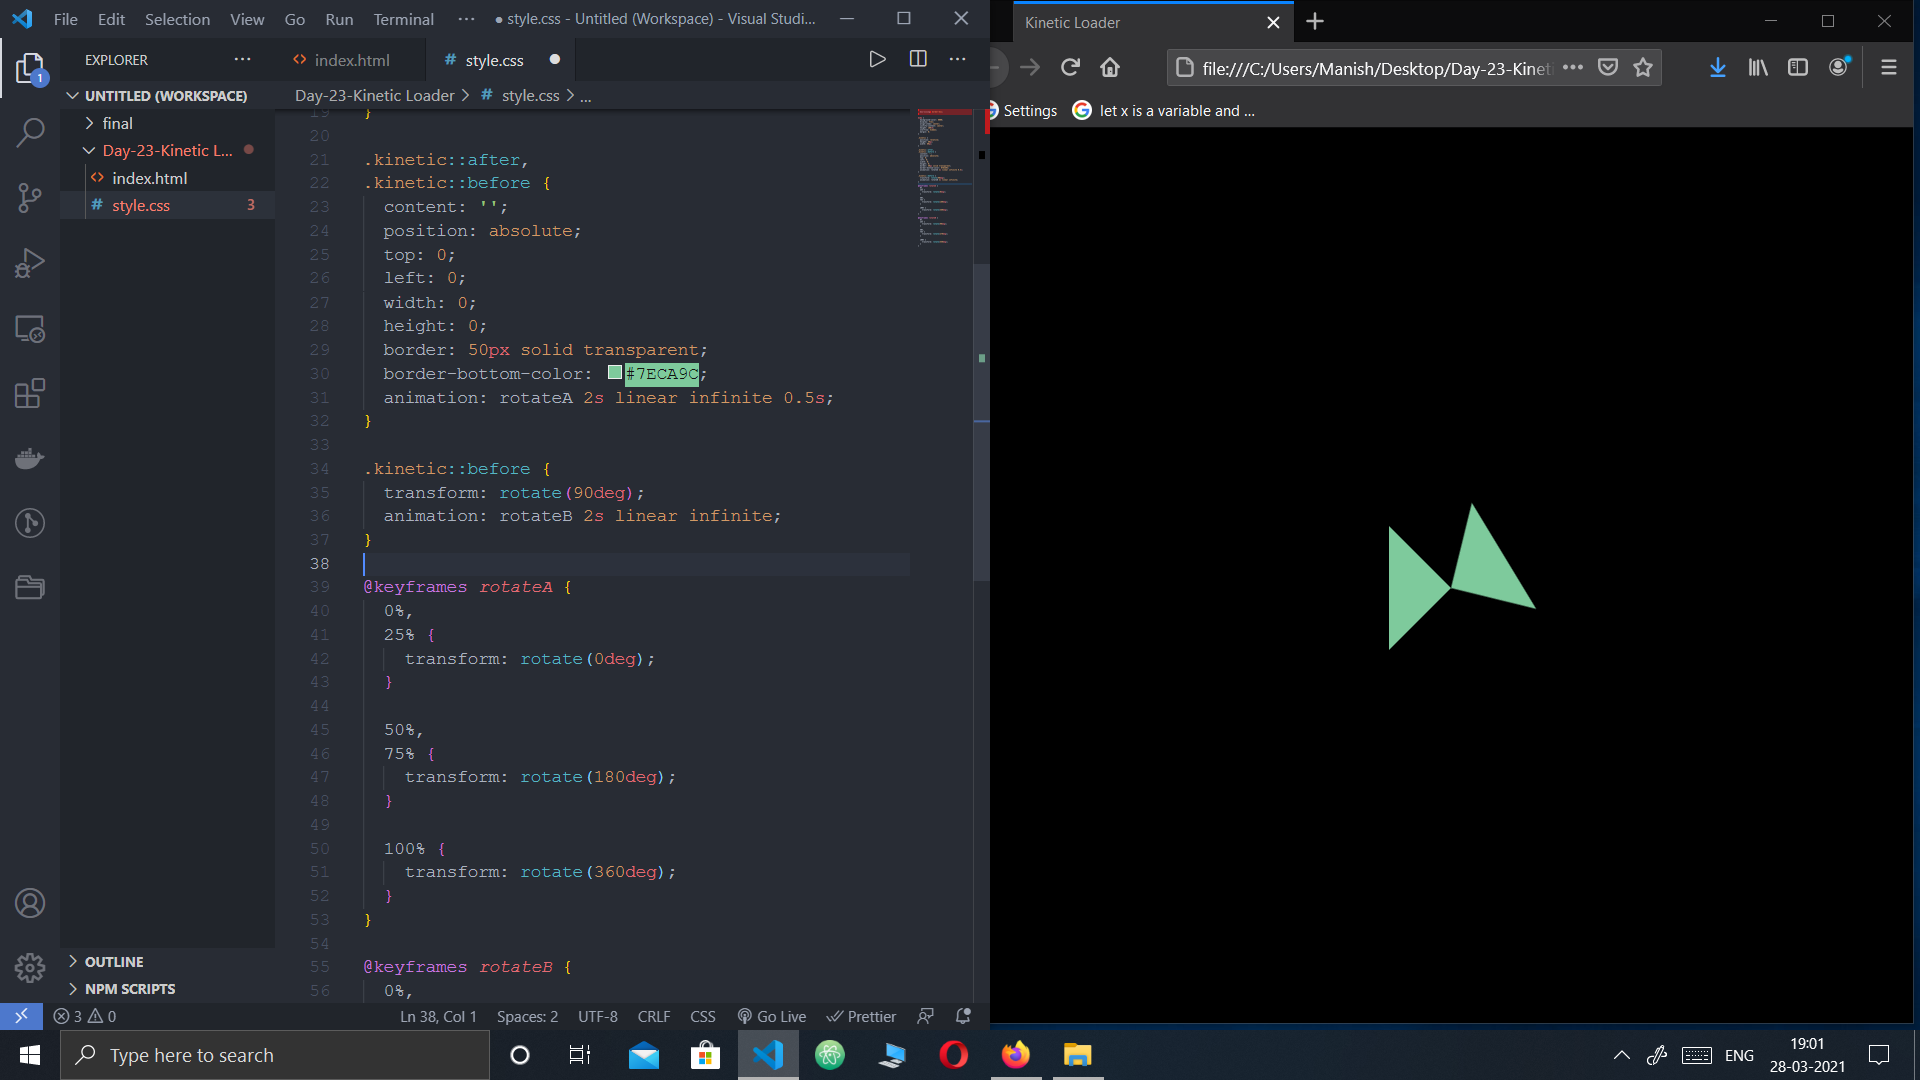 File Edit Selection View Go Run Terminal ··· ● style.css - Untitled (Workspace) - Visual Studi...
EXPLORER ···
index.html
# style.css ●
UNTITLED (WORKSPACE)
final
Day-23-Kinetic L...
index.html
# style.css 3
OUTLINE
NPM SCRIPTS
1
Day-23-Kinetic Loader > # style.css > ...
19 }
20
21 .kinetic::after,
22 .kinetic::before {
23 content: '';
24 position: absolute;
25 top: 0;
26 left: 0;
27 width: 0;
28 height: 0;
29 border: 50px solid transparent;
30 border-bottom-color: #7ECA9C;
31 animation: rotateA 2s linear infinite 0.5s;
32 }
33
34 .kinetic::before {
35 transform: rotate(90deg);
36 animation: rotateB 2s linear infinite;
37 }
38
39 @keyframes rotateA {
40 0%,
41 25% {
42 transform: rotate(0deg);
43 }
44
45 50%,
46 75% {
47 transform: rotate(180deg);
48 }
49
50 100% {
51 transform: rotate(360deg);
52 }
53 }
54
55 @keyframes rotateB {
56 0%,
3 0 Ln 38, Col 1 Spaces: 2 UTF-8 CRLF CSS Go Live Prettier
Kinetic Loader
file:///C:/Users/Manish/Desktop/Day-23-Kineti
Settings
let x is a variable and ...
Type here to search
ENG
19:01
28-03-2021